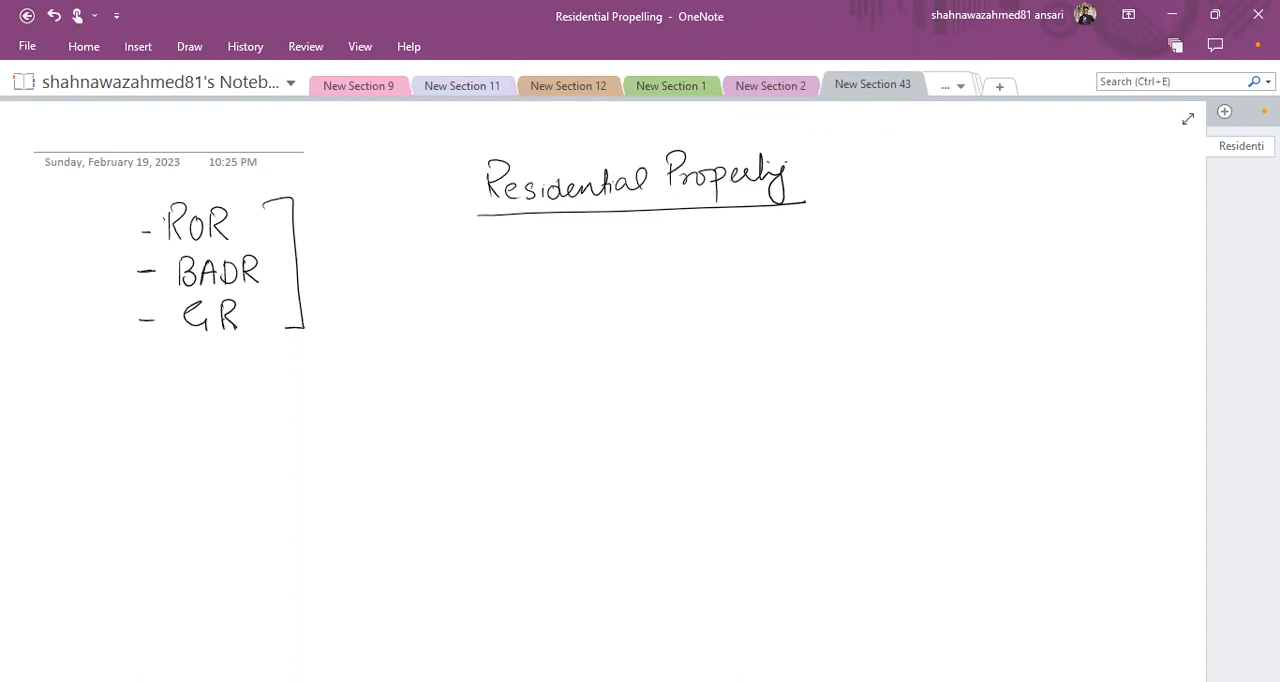 Residential Propelling - OneNote
shahnawazahmed81 ansari
File Home Insert Draw History Review View Help
shahnawazahmed81's Noteb...
New Section 9
New Section 11
New Section 12
New Section 1
New Section 2
New Section 43
...
Search (Ctrl+E)
Residenti
Sunday, February 19, 2023 10:25 PM
Residential Property
- ROR
- BADR
- GR